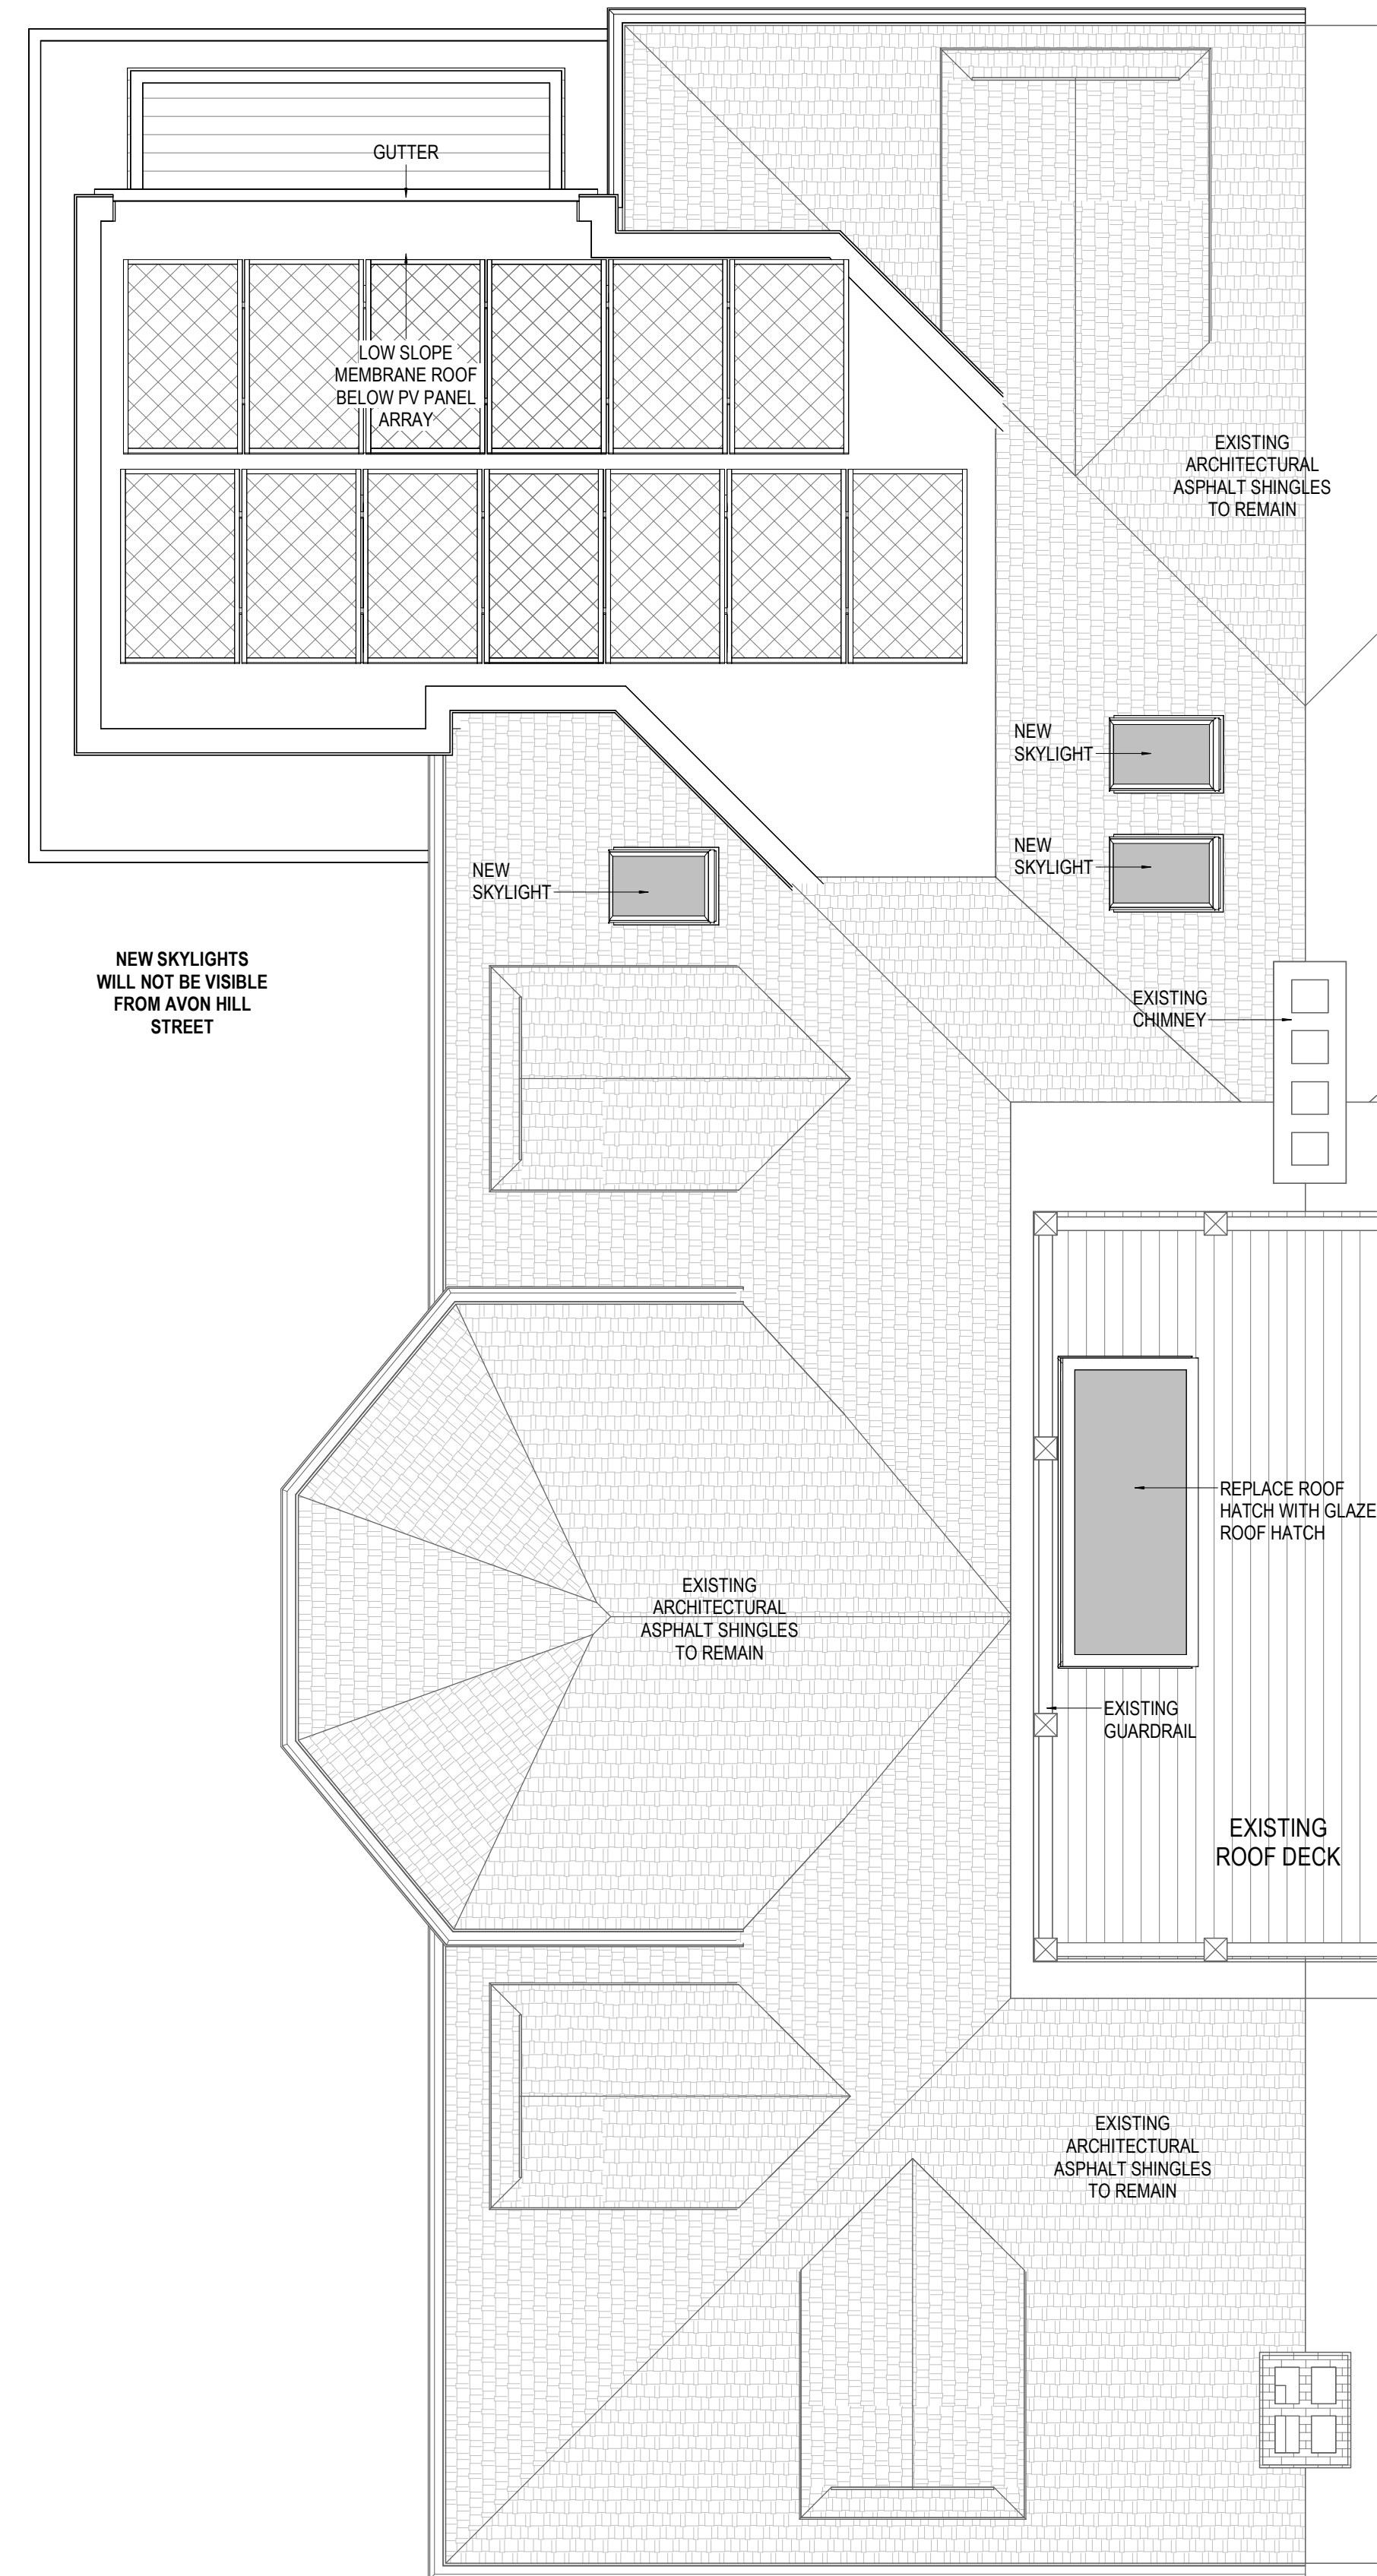 GUTTER
LOW SLOPE
MEMBRANE ROOF
BELOW PV PANEL
ARRAY
EXISTING
ARCHITECTURAL
ASPHALT SHINGLES
TO REMAIN
NEW
SKYLIGHT
NEW
SKYLIGHT
NEW
SKYLIGHT
NEW SKYLIGHTS
WILL NOT BE VISIBLE
FROM AVON HILL
STREET
EXISTING
CHIMNEY
REPLACE ROOF
HATCH WITH GLAZE
ROOF HATCH
EXISTING
ARCHITECTURAL
ASPHALT SHINGLES
TO REMAIN
EXISTING
GUARDRAIL
EXISTING
ROOF DECK
EXISTING
ARCHITECTURAL
ASPHALT SHINGLES
TO REMAIN